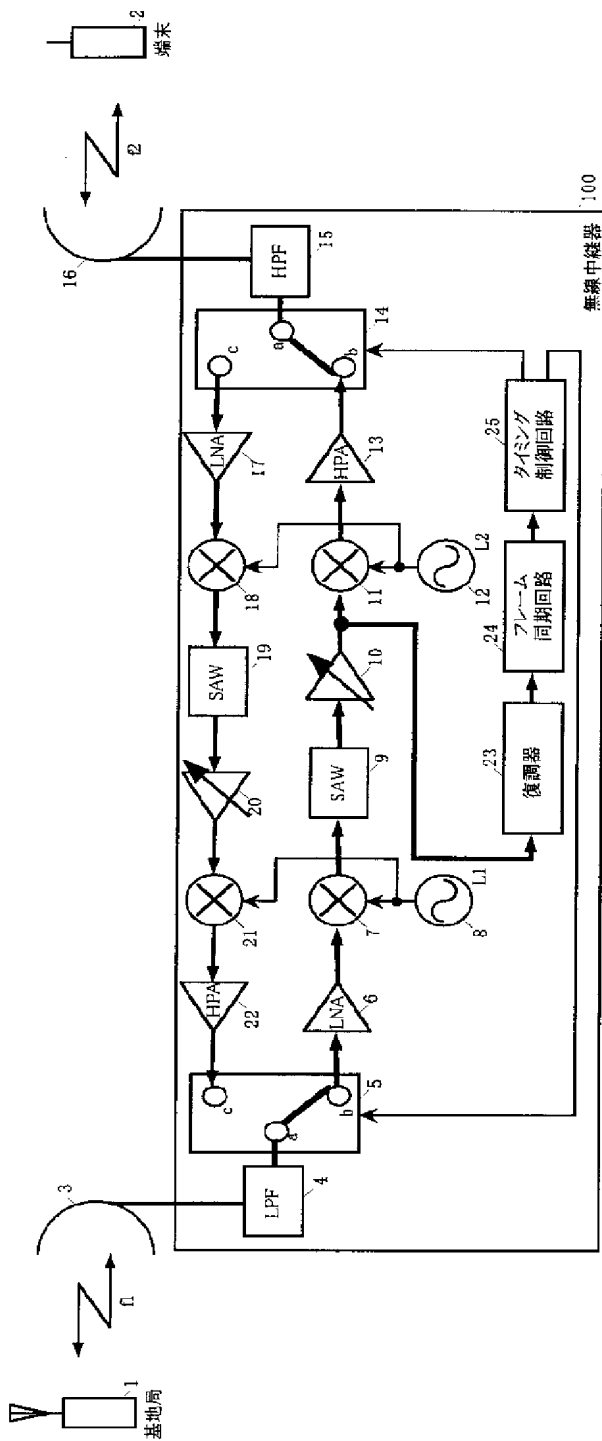 基地局
1
f1
3
LPF
4
a
b
c
5
LNA
6
7
8
L1
SAW
9
10
11
12
L2
HPA
13
a
b
c
14
HPF
15
16
f2
端末
2
LNA
17
18
SAW
19
20
21
HPA
22
復調器
23
フレーム
同期回路
24
タイミング
制御回路
25
無線中継器
100